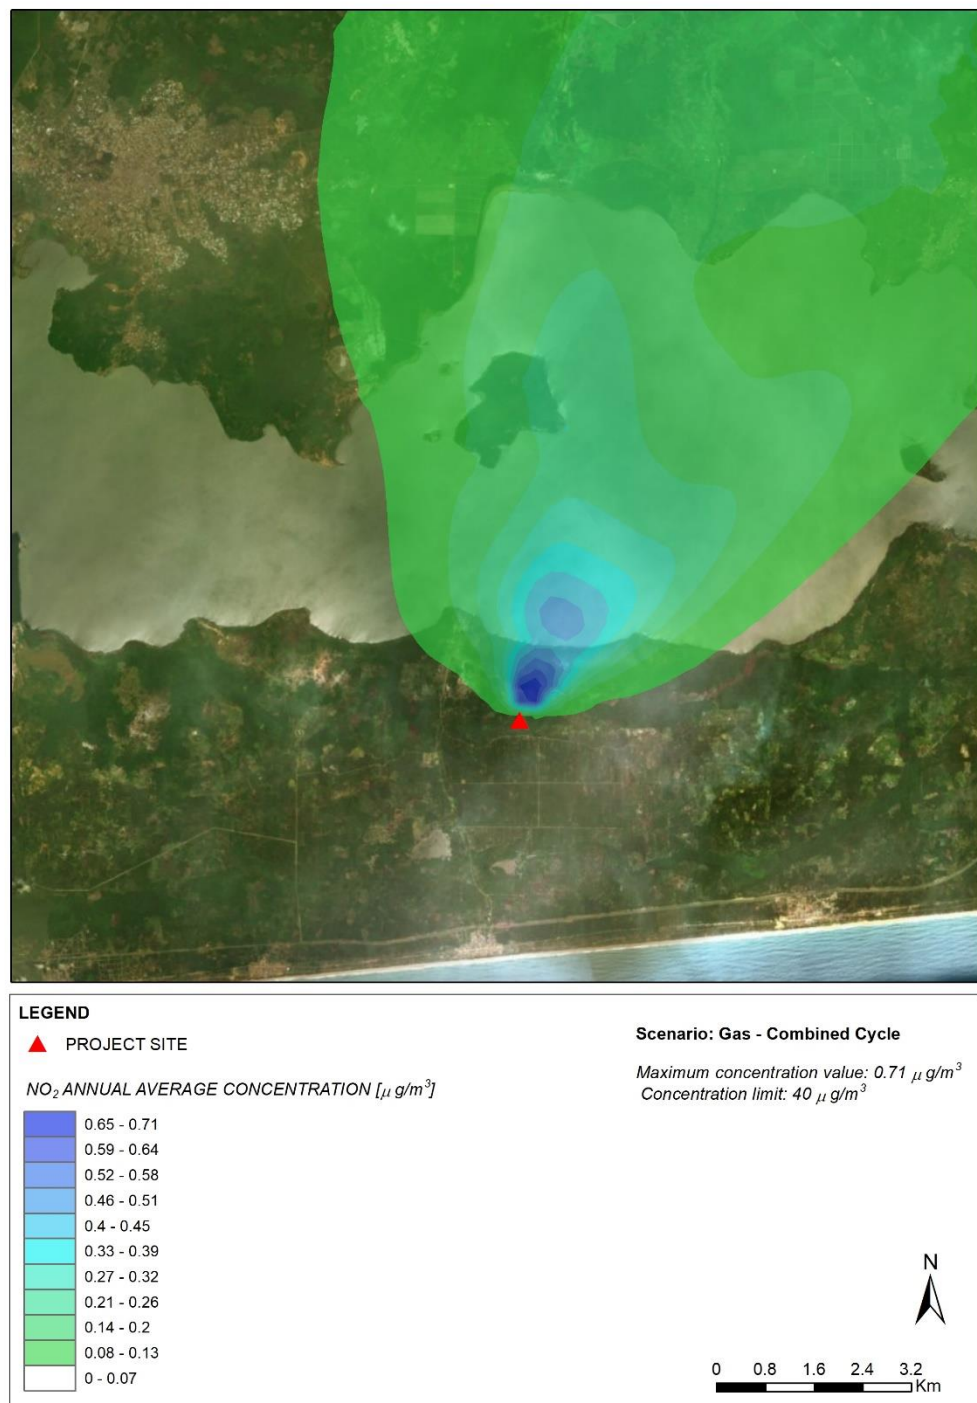 LEGEND
PROJECT SITE
NO₂ ANNUAL AVERAGE CONCENTRATION [μ g/m³]
0.65 - 0.71
0.59 - 0.64
0.52 - 0.58
0.46 - 0.51
0.4 - 0.45
0.33 - 0.39
0.27 - 0.32
0.21 - 0.26
0.14 - 0.2
0.08 - 0.13
0 - 0.07
Scenario: Gas - Combined Cycle
Maximum concentration value: 0.71 μ g/m³
Concentration limit: 40 μ g/m³
N
0 0.8 1.6 2.4 3.2
Km